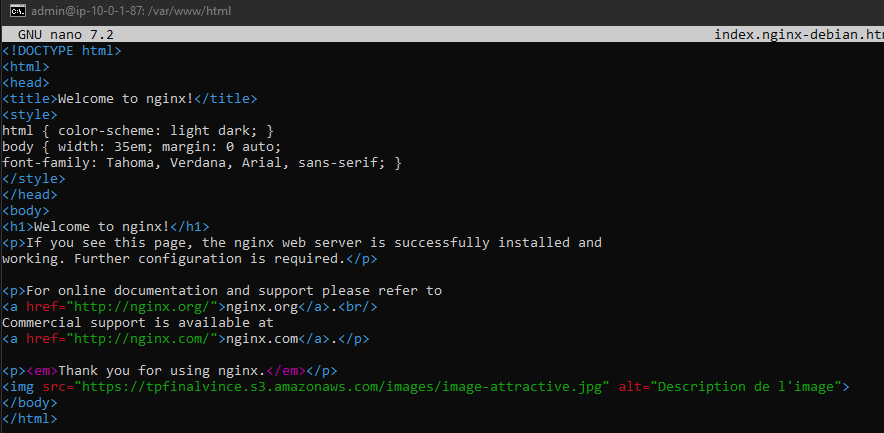 admin@ip-10-0-1-87: /var/www/html
GNU nano 7.2 index.nginx-debian.htm
<!DOCTYPE html>
<html>
<head>
<title>Welcome to nginx!</title>
<style>
html { color-scheme: light dark; }
body { width: 35em; margin: 0 auto;
font-family: Tahoma, Verdana, Arial, sans-serif; }
</style>
</head>
<body>
<h1>Welcome to nginx!</h1>
<p>If you see this page, the nginx web server is successfully installed and
working. Further configuration is required.</p>
<p>For online documentation and support please refer to
<a href="http://nginx.org/">nginx.org</a>.<br/>
Commercial support is available at
<a href="http://nginx.com/">nginx.com</a>.</p>
<p><em>Thank you for using nginx.</em></p>
<img src="https://tpfinalvince.s3.amazonaws.com/images/image-attractive.jpg" alt="Description de l'image">
</body>
</html>